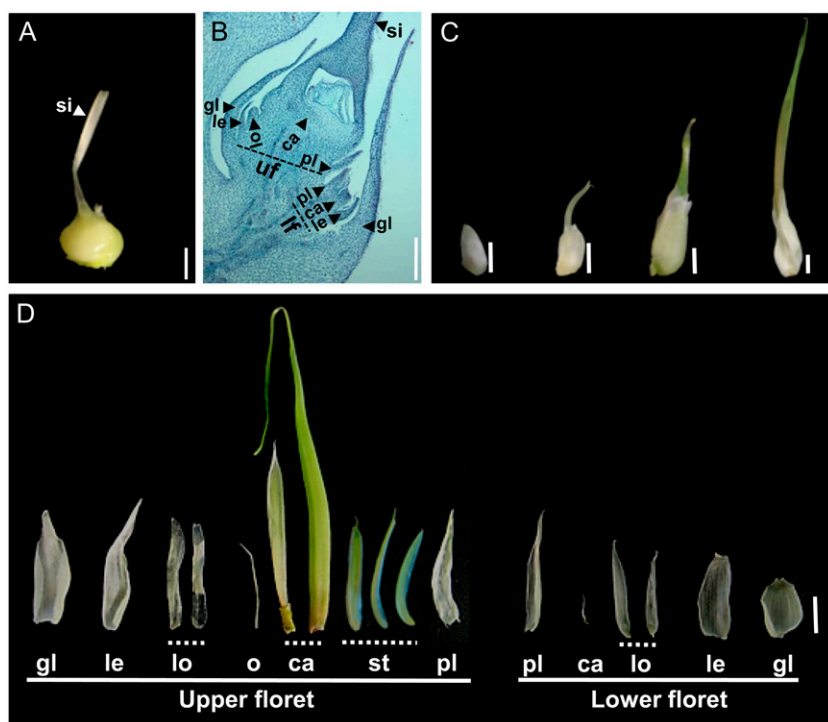 A
si
B
si
gl
le
lo
ca
pl
uf
pl
ca
le
lf
gl
C
D
gl le lo o ca st pl pl ca lo le gl
Upper floret Lower floret